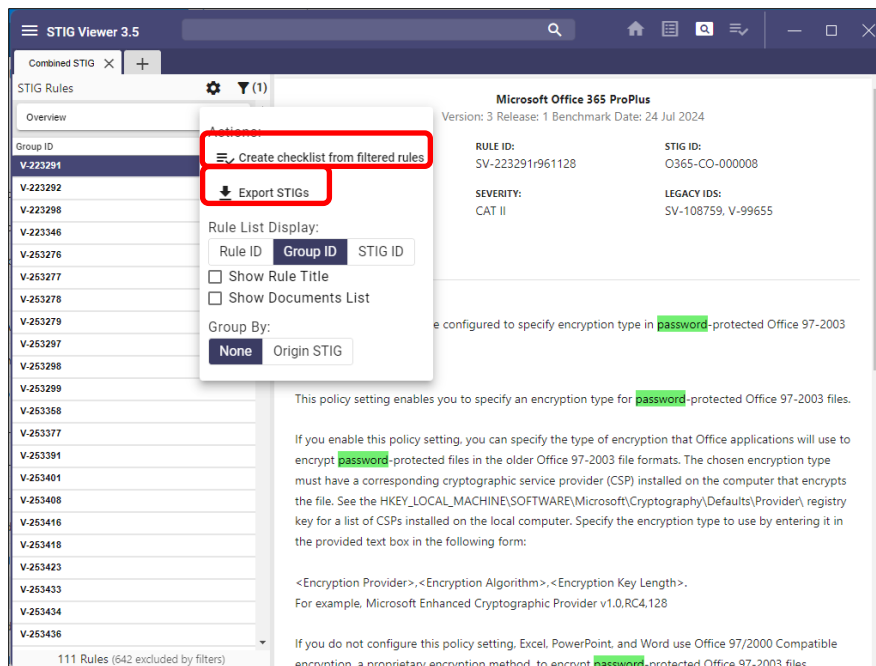 STIG Viewer 3.5
Combined STIG
STIG Rules
(1)
Overview
Group ID
V-223291
V-223292
V-223298
V-223346
V-253276
V-253277
V-253278
V-253279
V-253297
V-253298
V-253299
V-253358
V-253377
V-253391
V-253401
V-253408
V-253416
V-253418
V-253423
V-253433
V-253434
V-253436
111 Rules (642 excluded by filters)
Actions:
Create checklist from filtered rules
Export STIGs
Rule List Display:
Rule ID Group ID STIG ID
Show Rule Title
Show Documents List
Group By:
None Origin STIG
Microsoft Office 365 ProPlus
Version: 3 Release: 1 Benchmark Date: 24 Jul 2024
RULE ID: STIG ID:
SV-223291r961128 O365-CO-000008
SEVERITY: LEGACY IDS:
CAT II SV-108759, V-99655
configured to specify encryption type in password-protected Office 97-2003
This policy setting enables you to specify an encryption type for password-protected Office 97-2003 files.
If you enable this policy setting, you can specify the type of encryption that Office applications will use to
encrypt password-protected files in the older Office 97-2003 file formats. The chosen encryption type
must have a corresponding cryptographic service provider (CSP) installed on the computer that encrypts
the file. See the HKEY_LOCAL_MACHINE\SOFTWARE\Microsoft\Cryptography\Defaults\Provider\ registry
key for a list of CSPs installed on the local computer. Specify the encryption type to use by entering it in
the provided text box in the following form:
<Encryption Provider>,<Encryption Algorithm>,<Encryption Key Length>.
For example, Microsoft Enhanced Cryptographic Provider v1.0,RC4,128
If you do not configure this policy setting, Excel, PowerPoint, and Word use Office 97/2000 Compatible
encryption, a proprietary encryption method, to encrypt password-protected Office 97-2003 files.